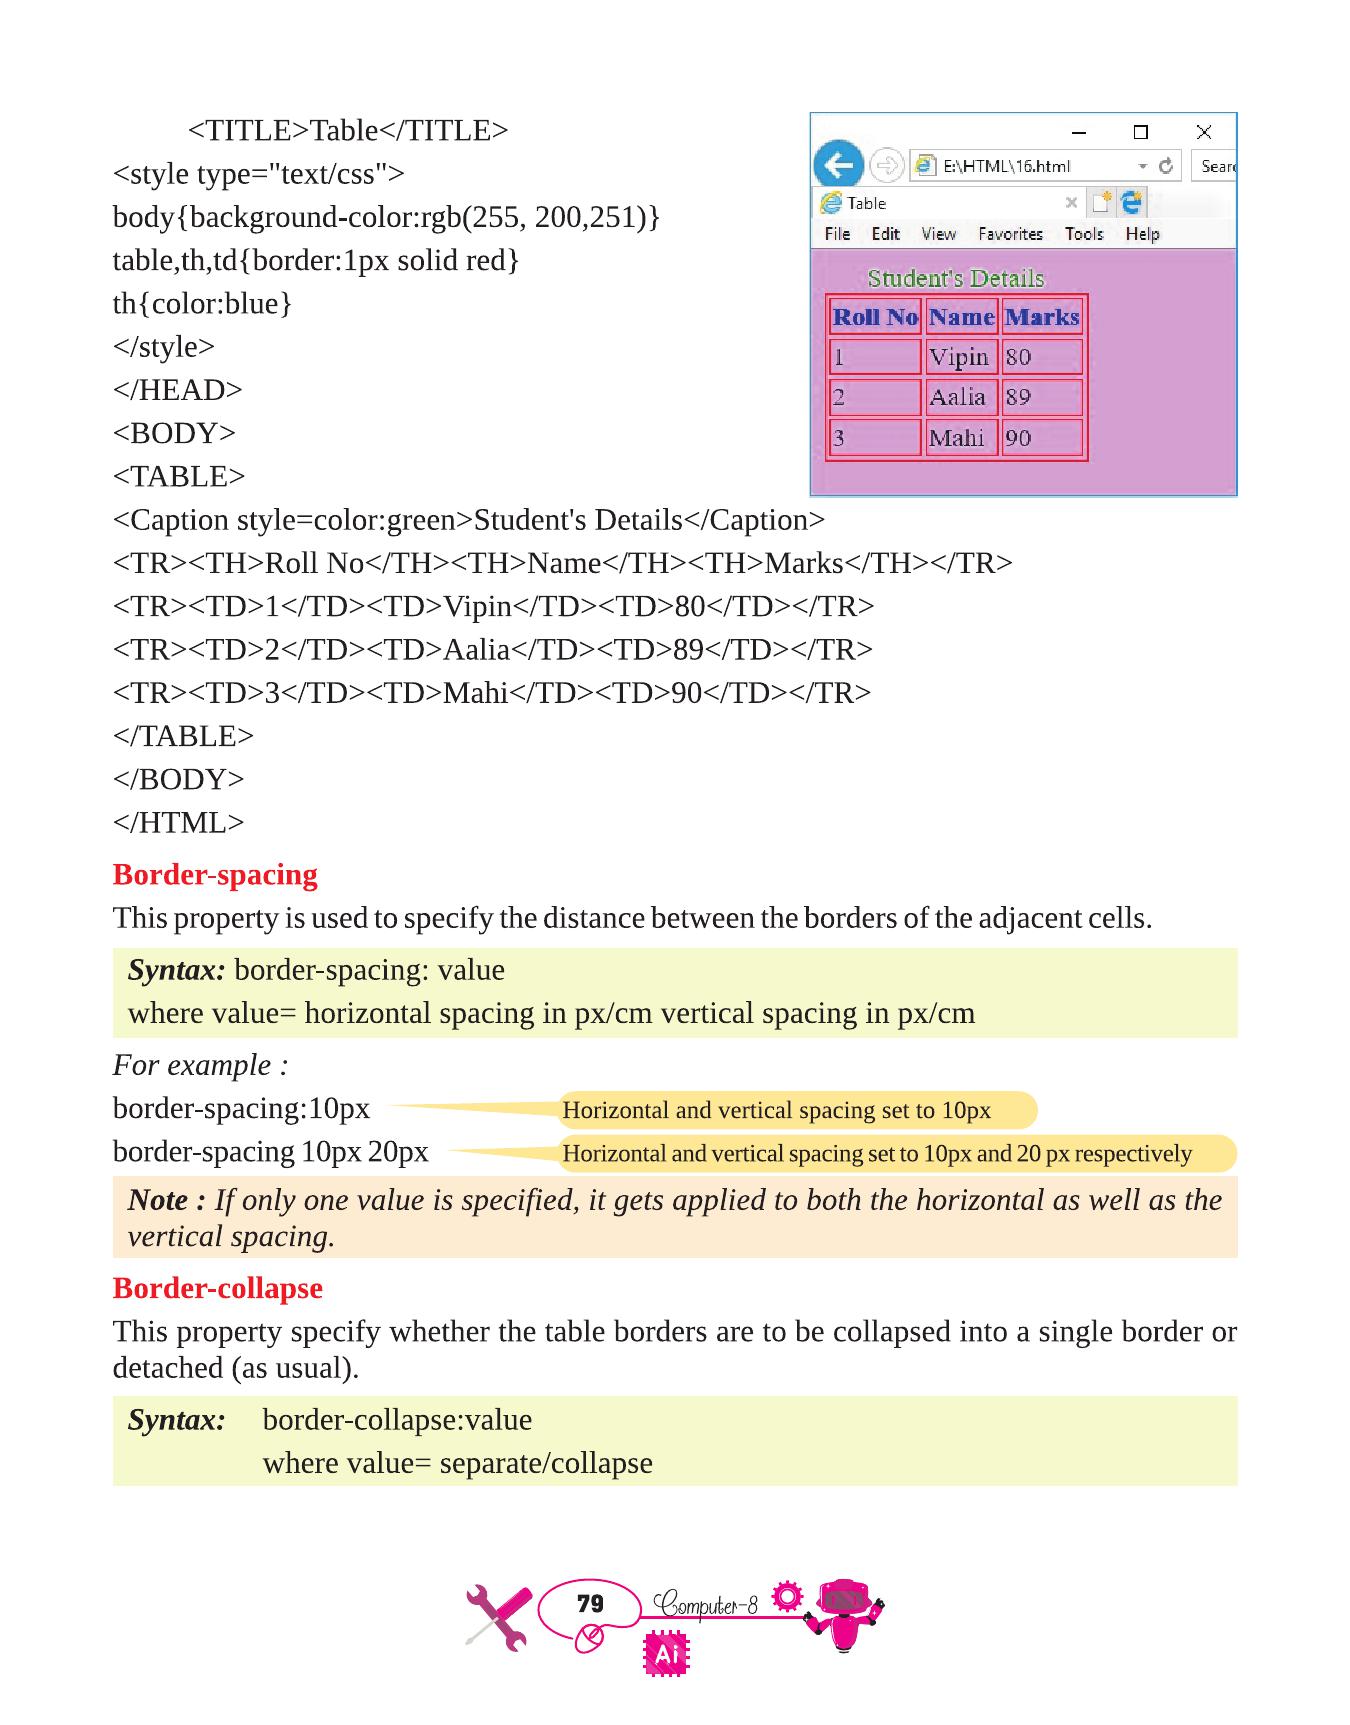 <TITLE>Table</TITLE>
<style type="text/css">
body{background-color:rgb(255, 200,251)}
table,th,td{border:1px solid red}
th{color:blue}
</style>
</HEAD>
<BODY>
<TABLE>
E:\HTML\16.html
Sear
Table
File Edit View Favorites Tools Help
Student's Details
Roll No Name Marks
1 Vipin 80
2 Aalia 89
3 Mahi 90
<Caption style=color:green>Student's Details</Caption>
<TR><TH>Roll No</TH><TH>Name</TH><TH>Marks</TH></TR>
<TR><TD>1</TD><TD>Vipin</TD><TD>80</TD></TR>
<TR><TD>2</TD><TD>Aalia</TD><TD>89</TD></TR>
<TR><TD>3</TD><TD>Mahi</TD><TD>90</TD></TR>
</TABLE>
</BODY>
</HTML>
Border-spacing
This property is used to specify the distance between the borders of the adjacent cells.
Syntax: border-spacing: value
where value= horizontal spacing in px/cm vertical spacing in px/cm
For example :
border-spacing:10px Horizontal and vertical spacing set to 10px
border-spacing 10px 20px Horizontal and vertical spacing set to 10px and 20 px respectively
Note : If only one value is specified, it gets applied to both the horizontal as well as the
vertical spacing.
Border-collapse
This property specify whether the table borders are to be collapsed into a single border or
detached (as usual).
Syntax: border-collapse:value
where value= separate/collapse
79 Computer-8
Ai